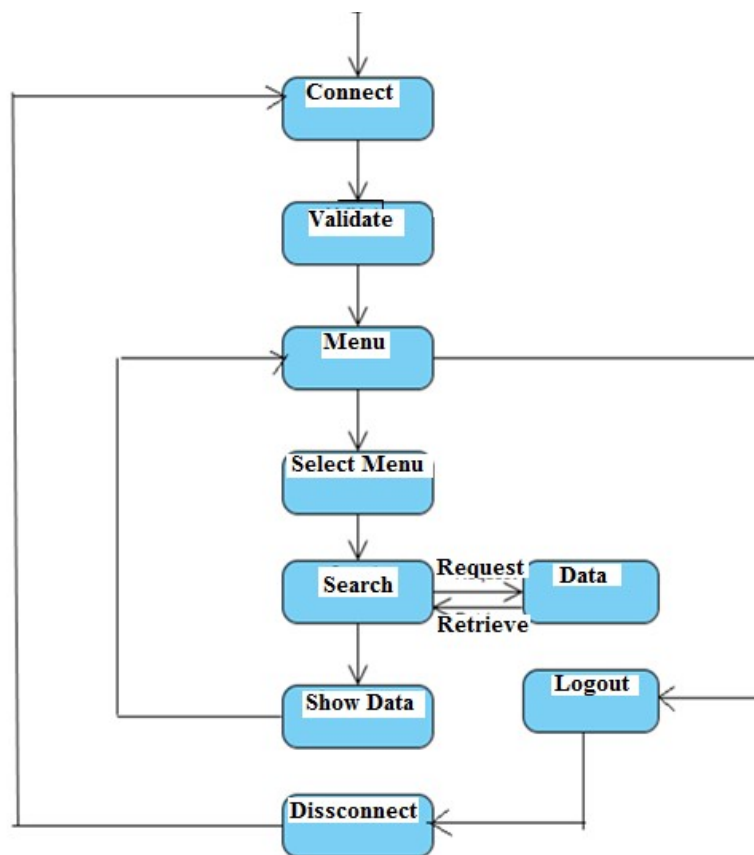 Connect
Validate
Menu
Select Menu
Request
Search
Data
Retrieve
Show Data
Logout
Dissconnect